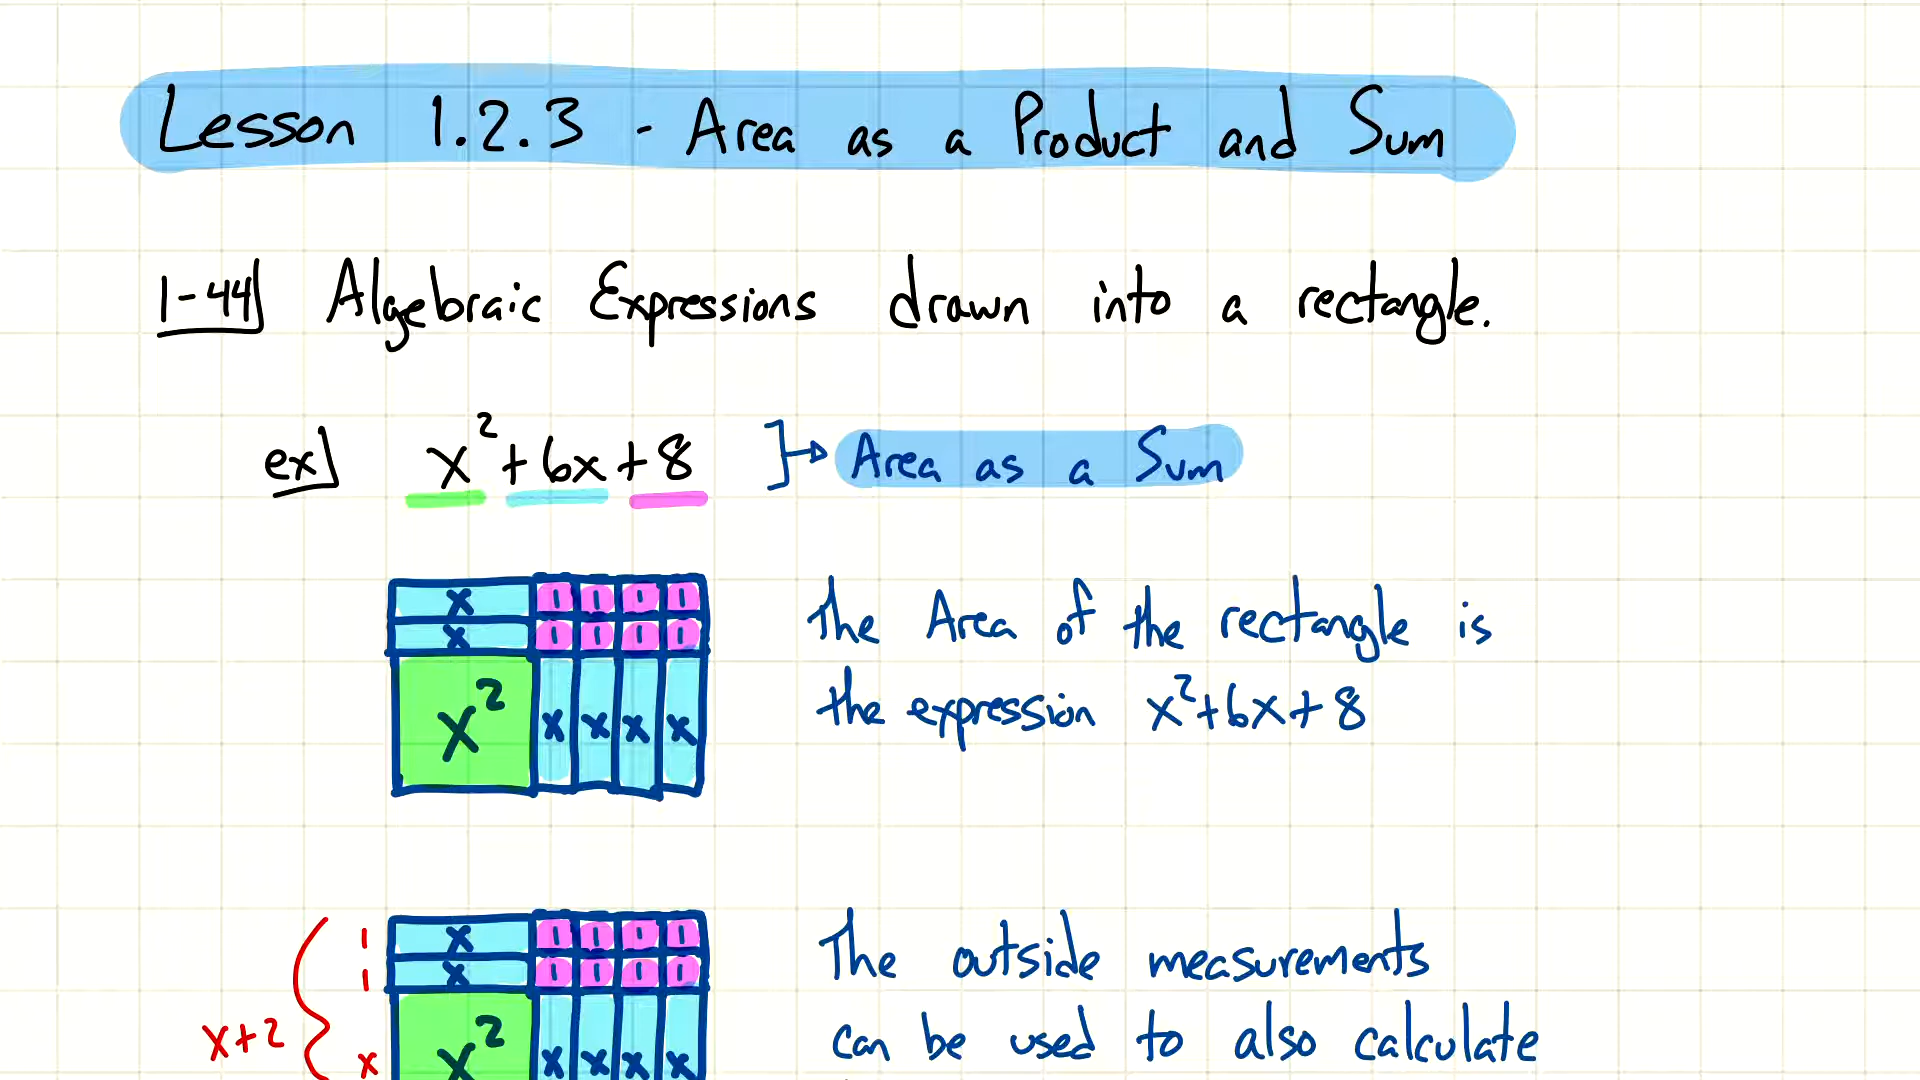 Lesson 1.2.3 - Area as a Product and Sum
1-44] Algebraic Expressions drawn into a rectangle.
ex] x²+6x+8 ]→ Area as a Sum
x 1 1 1 1
x 1 1 1 1
x² x x x x
The Area of the rectangle is
the expression x²+6x+8
1 x 1 1 1 1
1 x 1 1 1 1
x+2 x x² x x x x
The outside measurements
can be used to also calculate